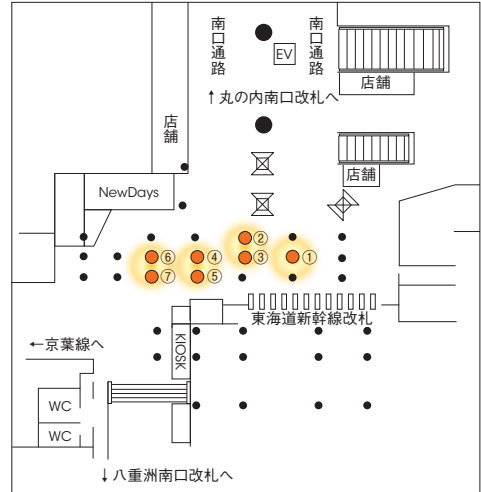 南口通路
南口通路
EV
店舗
↑丸の内南口改札へ
店舗
店舗
NewDays
②
⑥
④
③
①
⑦
⑤
東海道新幹線改札
KIOSK
←京葉線へ
WC
WC
↓八重洲南口改札へ